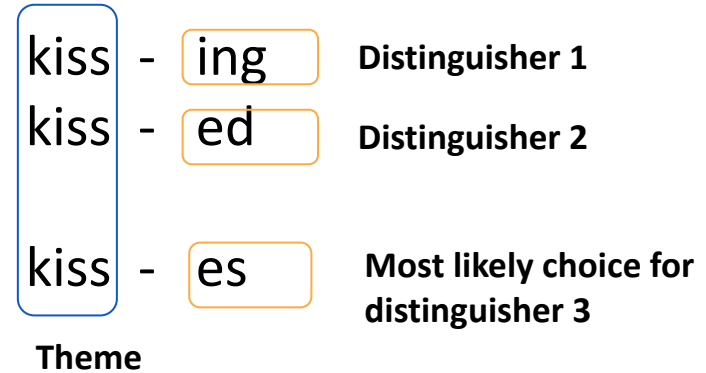 kiss - ing Distinguisher 1
kiss - ed Distinguisher 2
kiss - es Most likely choice for
distinguisher 3
Theme